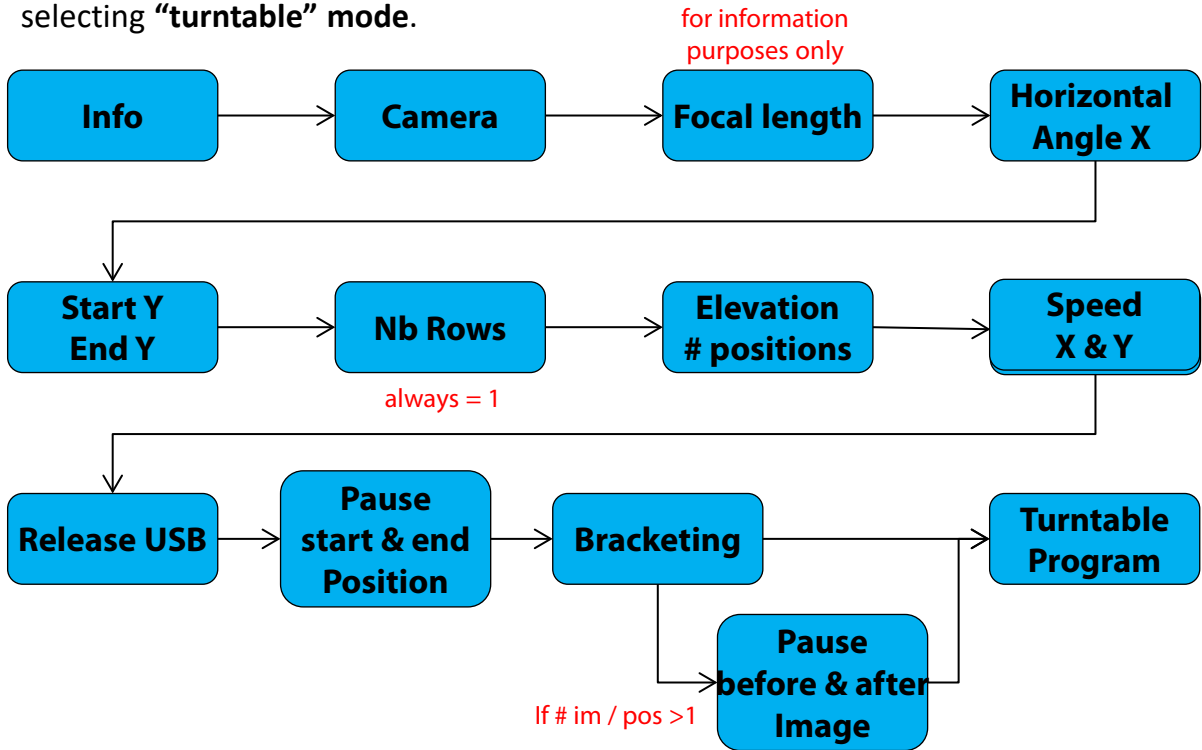 selecting “turntable” mode.
for information
purposes only
Info
Camera
Focal length
Horizontal
Angle X
Start Y
End Y
Nb Rows
Elevation
# positions
Speed
X & Y
always = 1
Release USB
Pause
start & end
Position
Bracketing
Turntable
Program
Pause
before & after
Image
If # im / pos >1